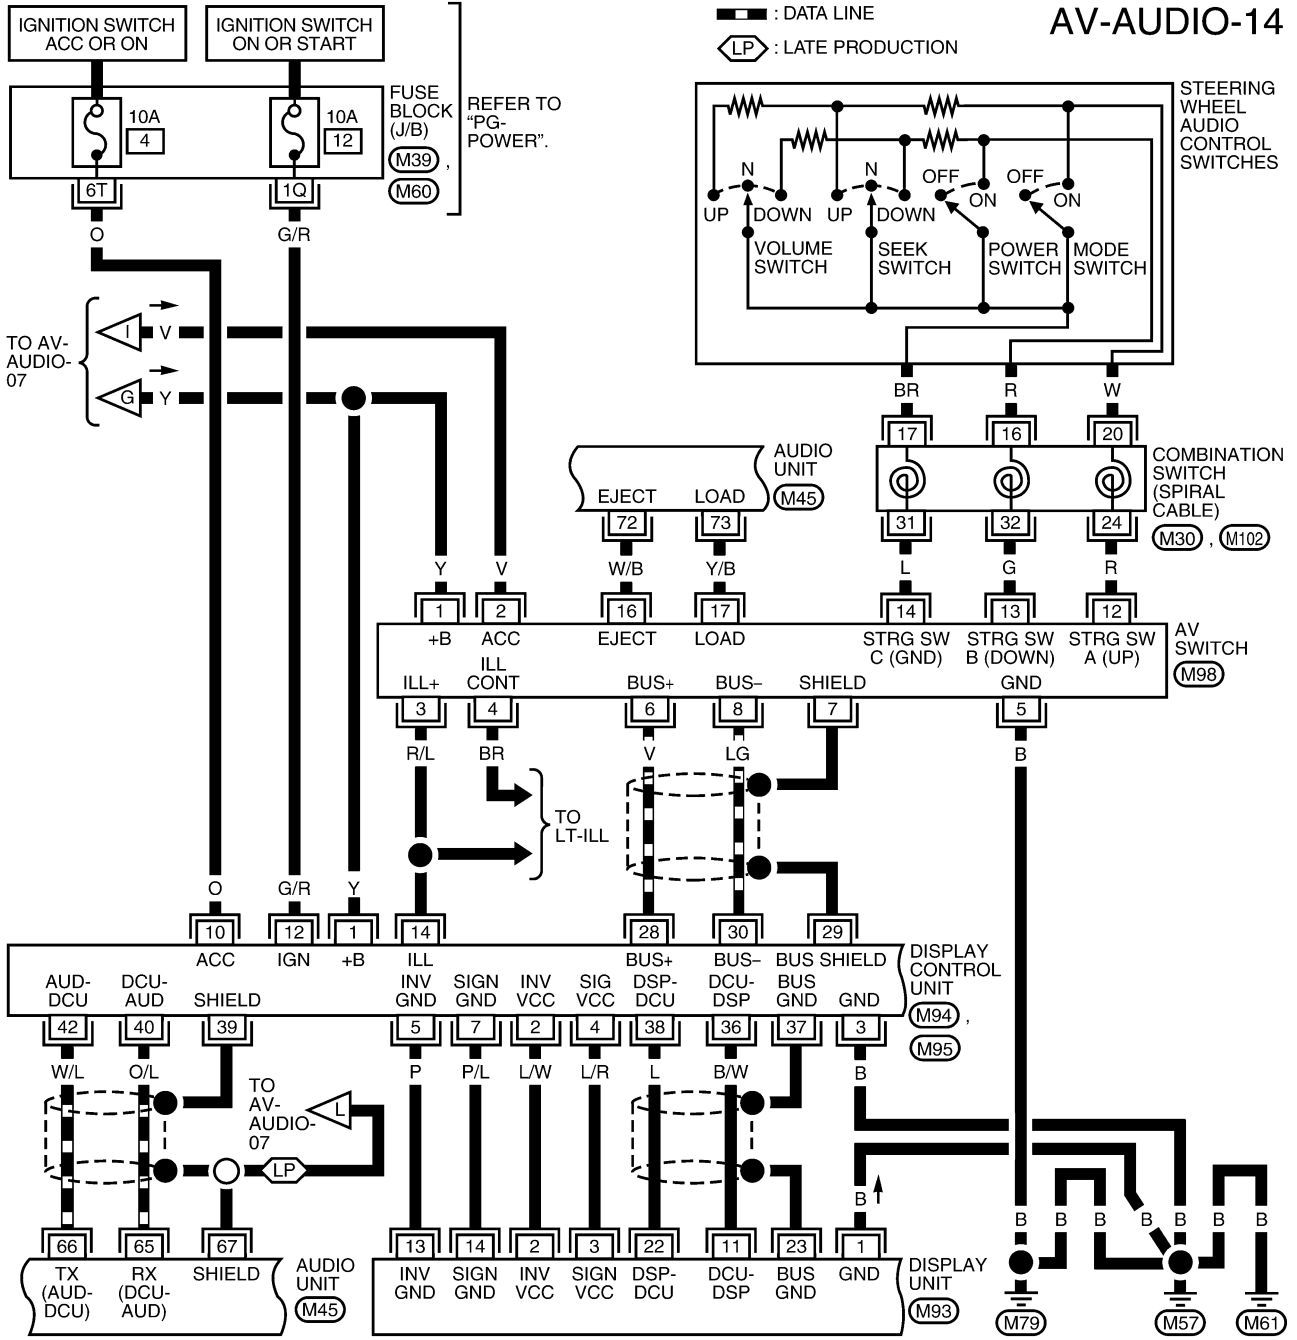 IGNITION SWITCH
ACC OR ON
IGNITION SWITCH
ON OR START
: DATA LINE
LP : LATE PRODUCTION
AV-AUDIO-14
10A
4
10A
12
FUSE
BLOCK
(J/B)
M39 ,
M60
REFER TO
“PG-
POWER”.
6T
1Q
O
G/R
STEERING
WHEEL
AUDIO
CONTROL
SWITCHES
N
UP
DOWN
VOLUME
SWITCH
N
UP
DOWN
SEEK
SWITCH
OFF
ON
POWER
SWITCH
OFF
ON
MODE
SWITCH
TO AV-
AUDIO-
07
I
V
G
Y
BR
R
W
17
16
20
COMBINATION
SWITCH
(SPIRAL
CABLE)
M30 , M102
31
32
24
L
G
R
AUDIO
UNIT
M45
EJECT
LOAD
72
73
Y
V
W/B
Y/B
1
2
16
17
14
13
12
+B
ACC
EJECT
LOAD
STRG SW
C (GND)
STRG SW
B (DOWN)
STRG SW
A (UP)
AV
SWITCH
M98
ILL+
ILL
CONT
BUS+
BUS–
SHIELD
GND
3
4
6
8
7
5
R/L
BR
V
LG
B
TO
LT-ILL
O
G/R
Y
10
12
1
14
28
30
29
ACC
IGN
+B
ILL
BUS+
BUS–
BUS SHIELD
DISPLAY
CONTROL
UNIT
M94 ,
M95
AUD-
DCU
DCU-
AUD
SHIELD
INV
GND
SIGN
GND
INV
VCC
SIG
VCC
DSP-
DCU
DCU-
DSP
BUS
GND
GND
42
40
39
5
7
2
4
38
36
37
3
W/L
O/L
P
P/L
L/W
L/R
L
B/W
B
TO
AV-
AUDIO-
07
L
LP
B
B
B
B
B
B
B
B
66
65
67
13
14
2
3
22
11
23
1
TX
(AUD-
DCU)
RX
(DCU-
AUD)
SHIELD
AUDIO
UNIT
M45
INV
GND
SIGN
GND
INV
VCC
SIGN
VCC
DSP-
DCU
DCU-
DSP
BUS
GND
GND
DISPLAY
UNIT
M93
M79
M57
M61